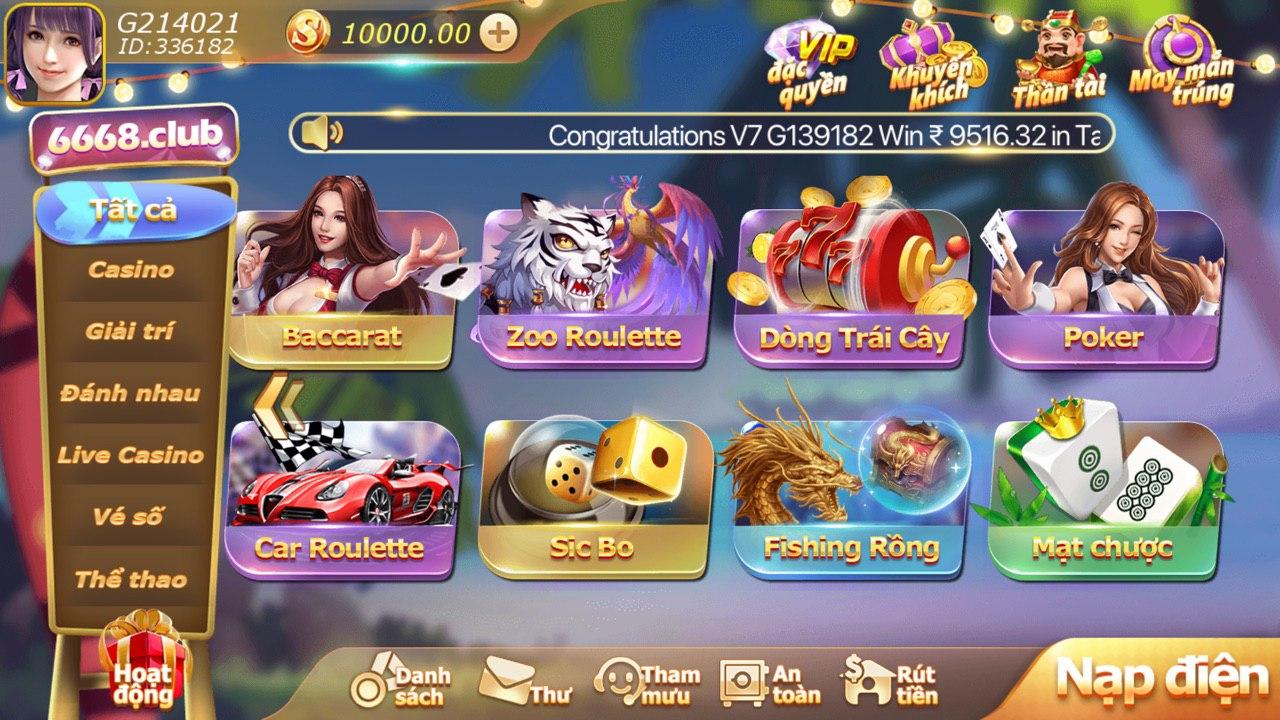 G214021
ID:336182
10000.00
VIP
đặc
quyền
Khuyến
khích
Thần tài
May mắn
trúng
6668.club
Congratulations V7 G139182 Win ₹ 9516.32 in Ta
Tất cả
Casino
Giải trí
Đánh nhau
Live Casino
Vé số
Thể thao
Baccarat
Zoo Roulette
777
Dòng Trái Cây
Poker
Car Roulette
Sic Bo
Fishing Rồng
Mạt chược
Hoạt
động
Danh
sách
Thư
Tham
mưu
An
toàn
Rút
tiền
Nạp điện